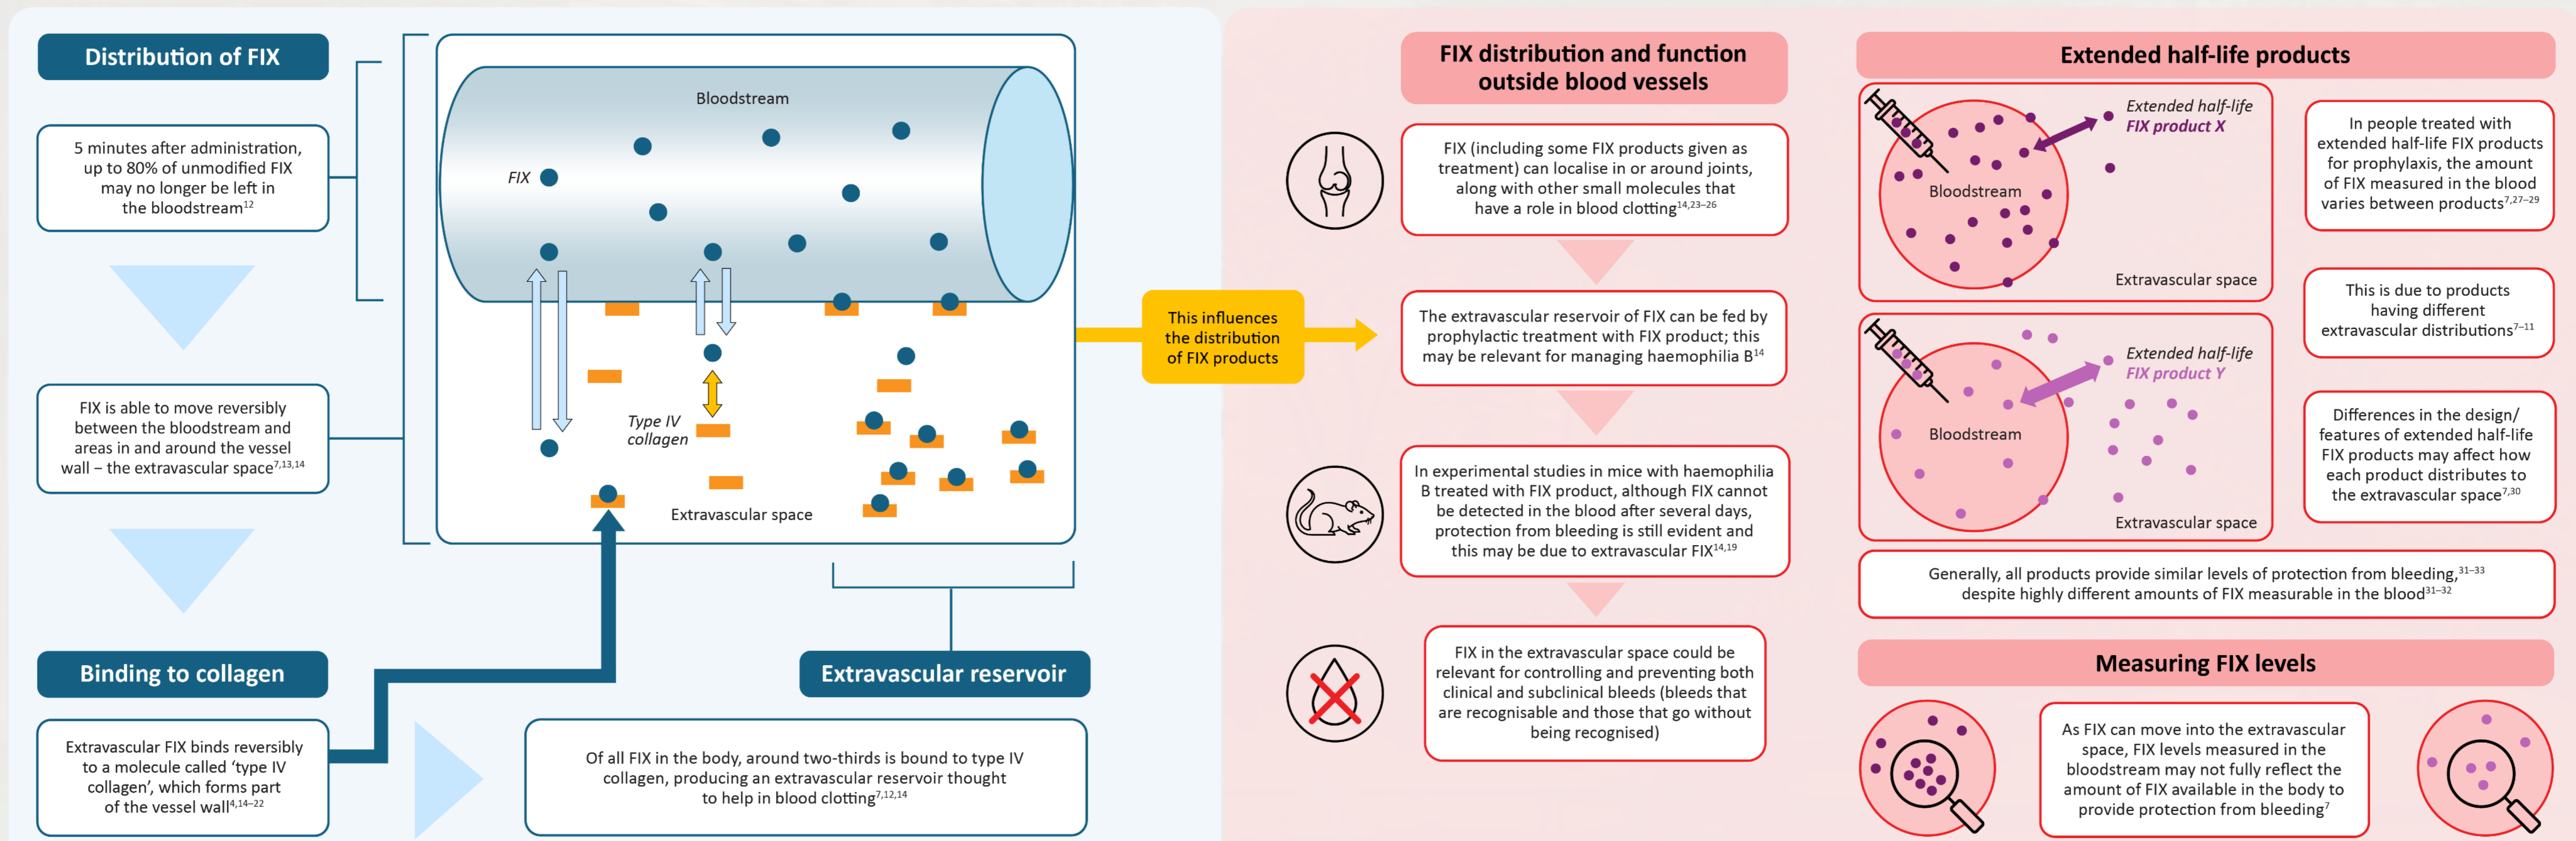 Distribution of FIX
5 minutes after administration,
up to 80% of unmodified FIX
may no longer be left in
the bloodstream12
FIX is able to move reversibly
between the bloodstream and
areas in and around the vessel
wall – the extravascular space7,13,14
Binding to collagen
Extravascular FIX binds reversibly
to a molecule called ‘type IV
collagen’, which forms part
of the vessel wall4,14–22
Bloodstream
FIX
Type IV
collagen
Extravascular space
Extravascular reservoir
Of all FIX in the body, around two-thirds is bound to type IV
collagen, producing an extravascular reservoir thought
to help in blood clotting7,12,14
This influences
the distribution
of FIX products
FIX distribution and function
outside blood vessels
FIX (including some FIX products given as
treatment) can localise in or around joints,
along with other small molecules that
have a role in blood clotting14,23–26
The extravascular reservoir of FIX can be fed by
prophylactic treatment with FIX product; this
may be relevant for managing haemophilia B14
In experimental studies in mice with haemophilia
B treated with FIX product, although FIX cannot
be detected in the blood after several days,
protection from bleeding is still evident and
this may be due to extravascular FIX14,19
FIX in the extravascular space could be
relevant for controlling and preventing both
clinical and subclinical bleeds (bleeds that
are recognisable and those that go without
being recognised)
Extended half-life products
Extended half-life
FIX product X
Bloodstream
Extravascular space
Extended half-life
FIX product Y
Bloodstream
Extravascular space
In people treated with
extended half-life FIX products
for prophylaxis, the amount
of FIX measured in the blood
varies between products7,27–29
This is due to products
having different
extravascular distributions7–11
Differences in the design/
features of extended half-life
FIX products may affect how
each product distributes to
the extravascular space7,30
Generally, all products provide similar levels of protection from bleeding,31–33
despite highly different amounts of FIX measurable in the blood31–32
Measuring FIX levels
As FIX can move into the extravascular
space, FIX levels measured in the
bloodstream may not fully reflect the
amount of FIX available in the body to
provide protection from bleeding7